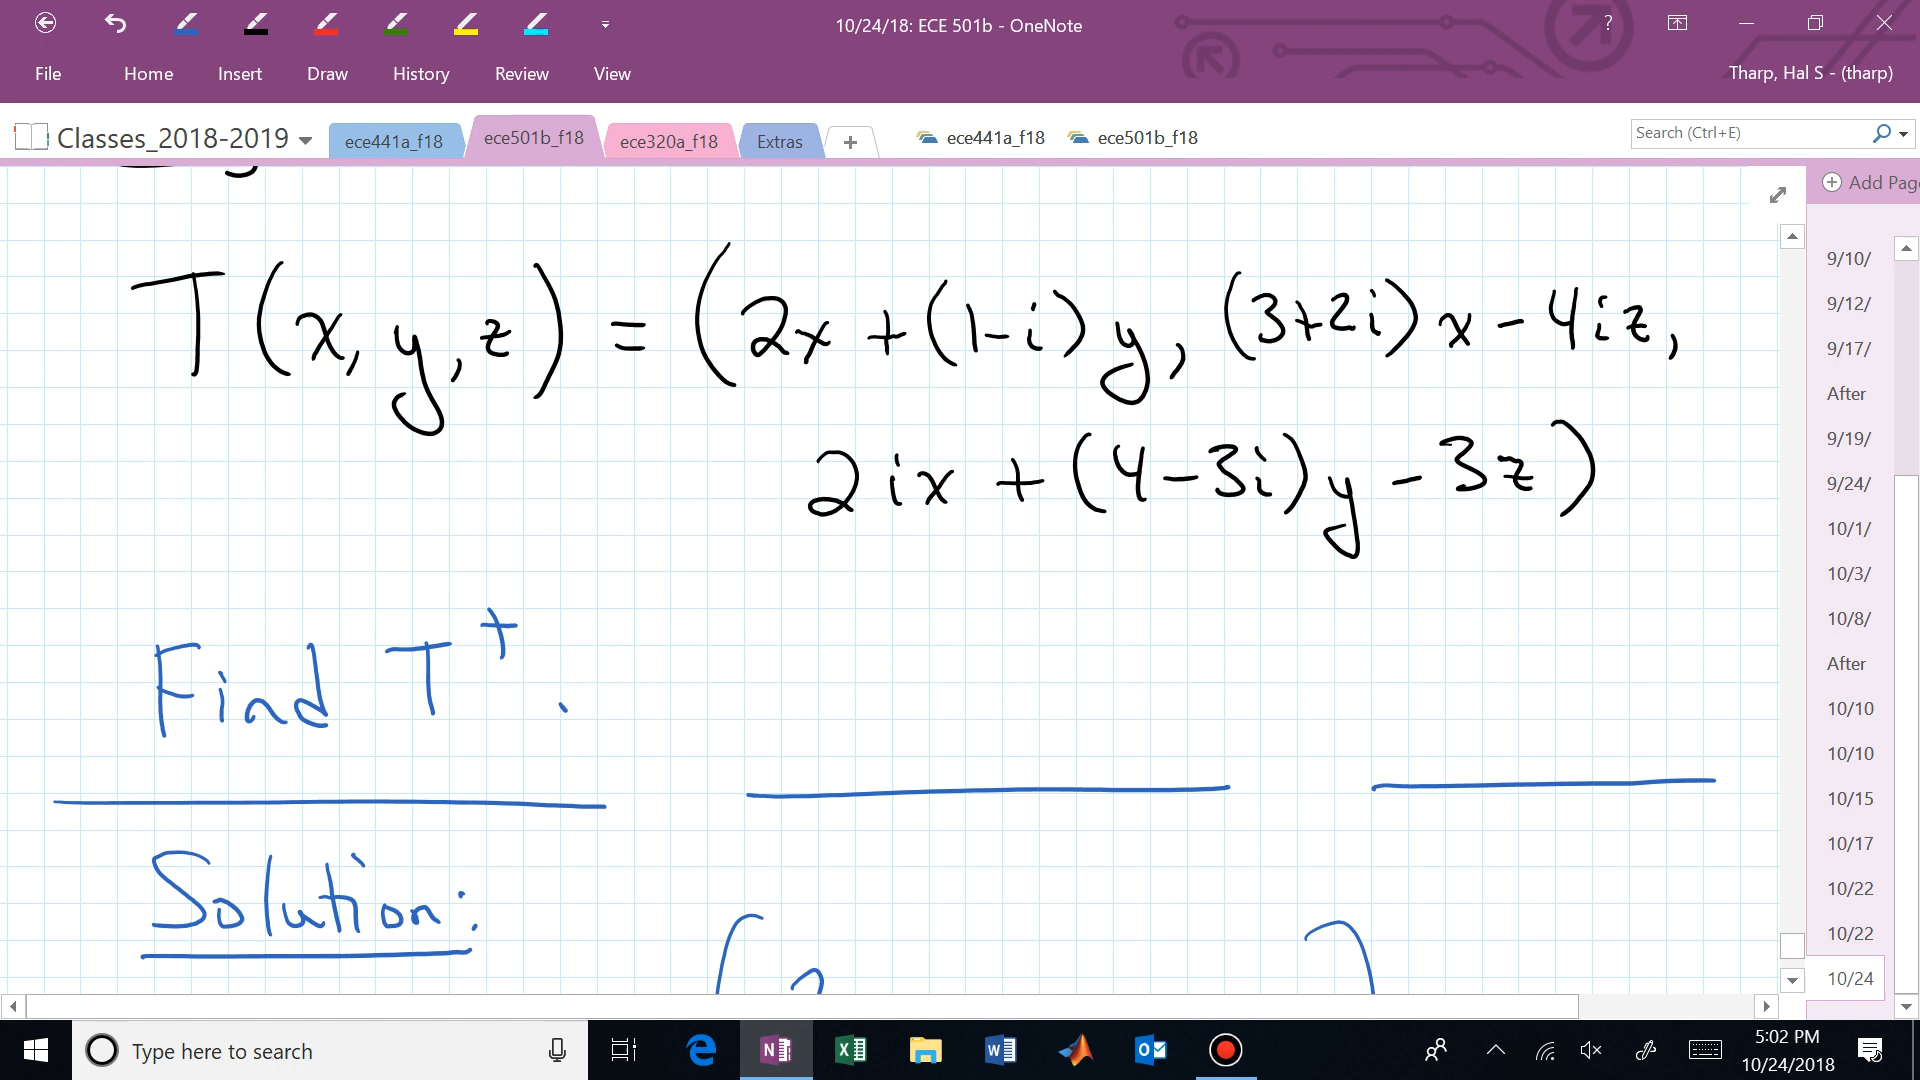 10/24/18: ECE 501b - OneNote
?
File Home Insert Draw History Review View
Tharp, Hal S - (tharp)
Classes_2018-2019
ece441a_f18
ece501b_f18
ece320a_f18
Extras
+
ece441a_f18
ece501b_f18
Search (Ctrl+E)
Add Pag
T(x, y, z) = (2x + (1-i)y, (3+2i)x - 4iz,
2ix + (4-3i)y - 3z)
Find T† .
Solution:
2
9/10/
9/12/
9/17/
After
9/19/
9/24/
10/1/
10/3/
10/8/
After
10/10
10/10
10/15
10/17
10/22
10/22
10/24
Type here to search
5:02 PM
10/24/2018